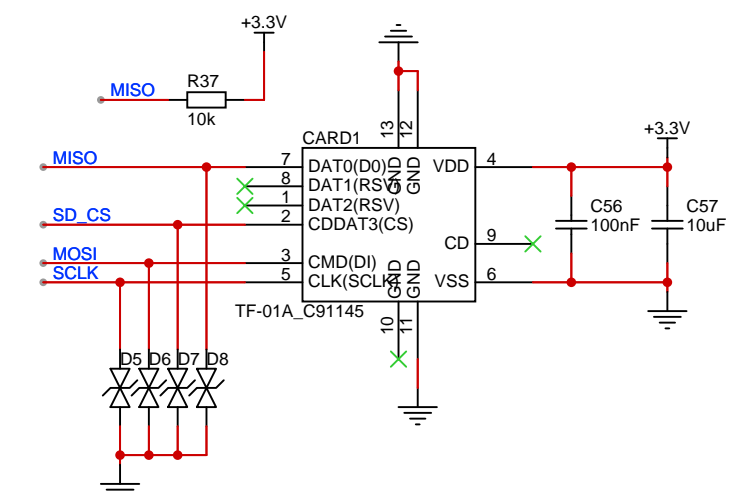 +3.3V
MISO
R37
10k
CARD1
13
12
+3.3V
MISO
7
DAT0(D0)
GND
GND
VDD
4
8
DAT1(RSV)
1
DAT2(RSV)
SD_CS
2
CDDAT3(CS)
C56
100nF
C57
10uF
CD
9
MOSI
3
CMD(DI)
SCLK
5
CLK(SCLK)
GND
GND
VSS
6
TF-01A_C91145
10
11
D5
D6
D7
D8